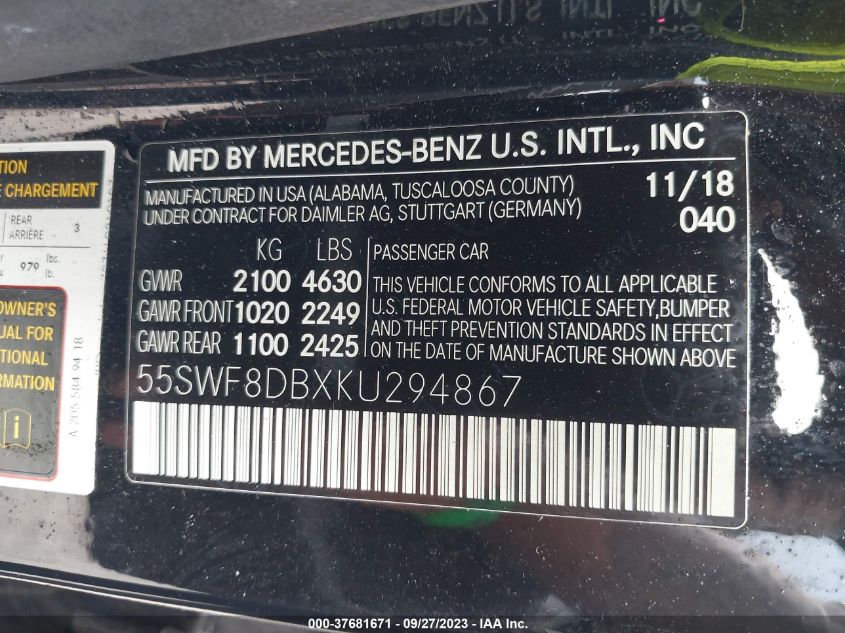 MFD BY MERCEDES-BENZ U.S. INTL., INC
MANUFACTURED IN USA (ALABAMA, TUSCALOOSA COUNTY) 11/18
UNDER CONTRACT FOR DAIMLER AG, STUTTGART (GERMANY) 040
KG LBS PASSENGER CAR
GVWR 2100 4630 THIS VEHICLE CONFORMS TO ALL APPLICABLE
GAWR FRONT 1020 2249 U.S. FEDERAL MOTOR VEHICLE SAFETY, BUMPER
GAWR REAR 1100 2425 AND THEFT PREVENTION STANDARDS IN EFFECT
ON THE DATE OF MANUFACTURE SHOWN ABOVE
55SWF8DBXKU294867
E CHARGEMENT
REAR 3
ARRIÈRE
979 lbs.
lb.
OWNER'S
UAL FOR
TIONAL
RMATION
A 205 584 94 18
000-37681671 - 09/27/2023 - IAA Inc.